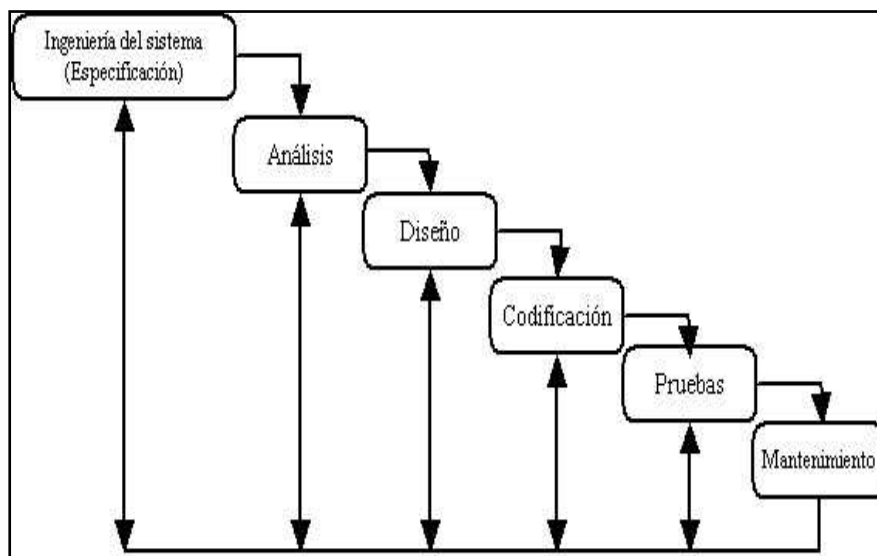 Ingeniería del sistema
(Especificación)
Análisis
Diseño
Codificación
Pruebas
Mantenimiento